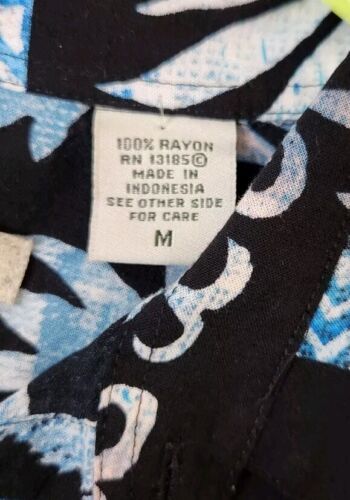 100% RAYON
RN 13185©
MADE IN
INDONESIA
SEE OTHER SIDE
FOR CARE
M